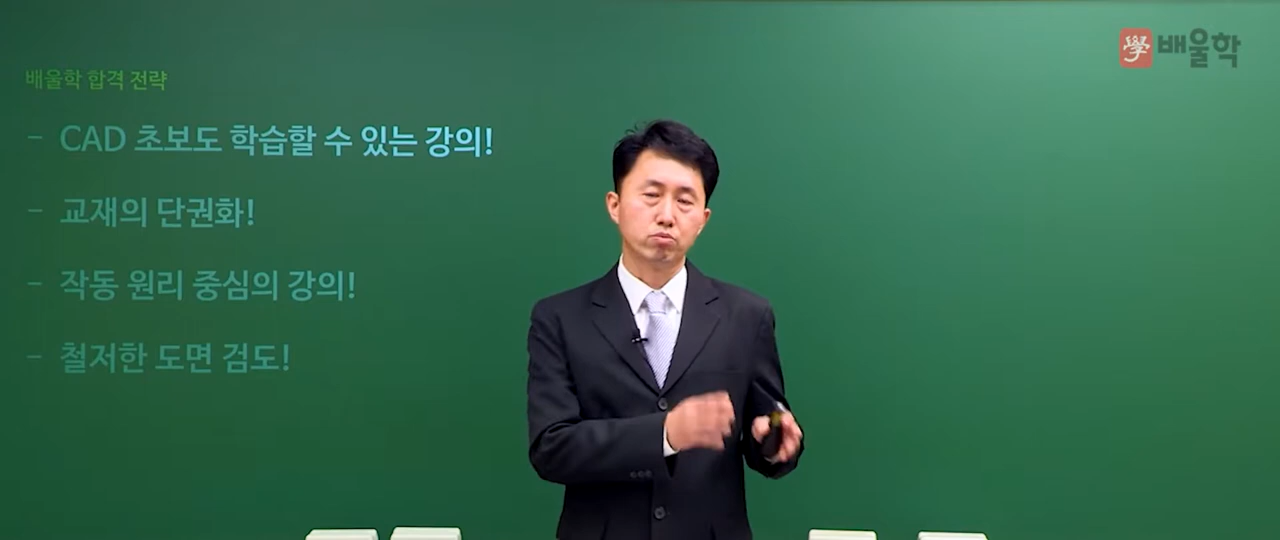 學 배울학
배울학 합격 전략
- CAD 초보도 학습할 수 있는 강의!
- 교재의 단권화!
- 작동 원리 중심의 강의!
- 철저한 도면 검도!